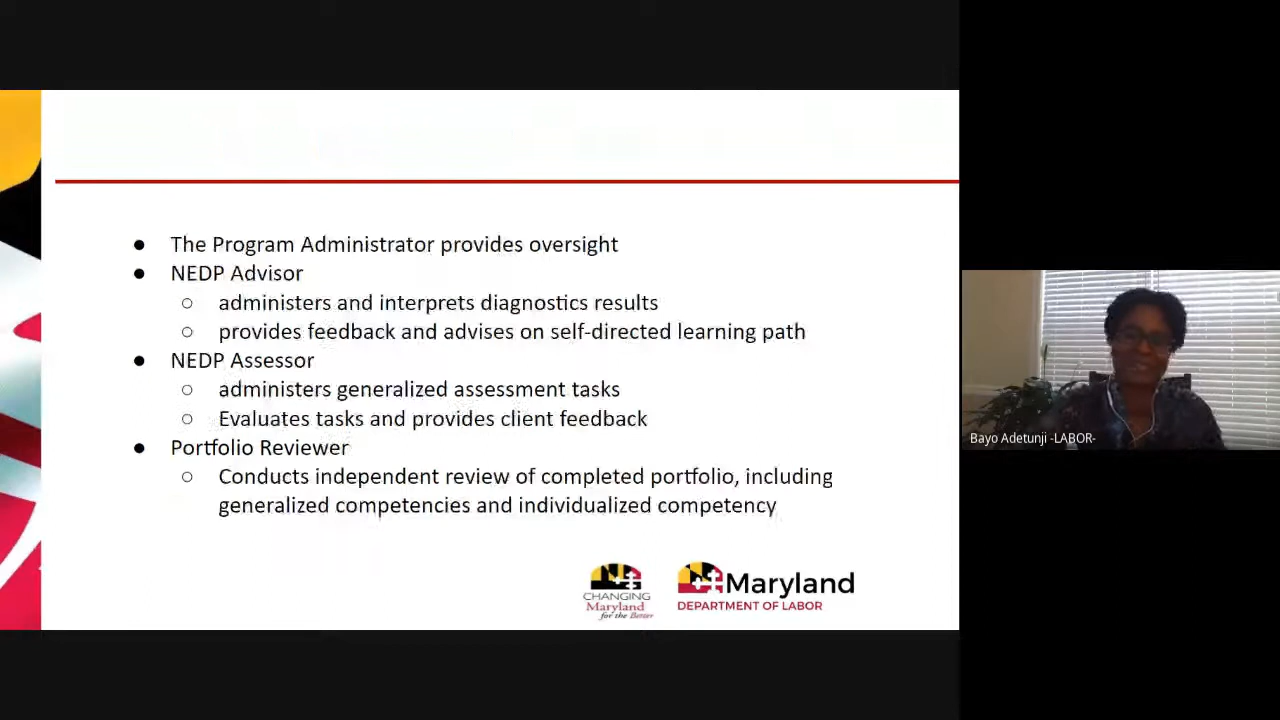 The Program Administrator provides oversight
NEDP Advisor
administers and interprets diagnostics results
provides feedback and advises on self-directed learning path
NEDP Assessor
administers generalized assessment tasks
Evaluates tasks and provides client feedback
Portfolio Reviewer
Conducts independent review of completed portfolio, including
generalized competencies and individualized competency
CHANGING
Maryland
for the Better
Maryland
DEPARTMENT OF LABOR
Bayo Adetunji -LABOR-